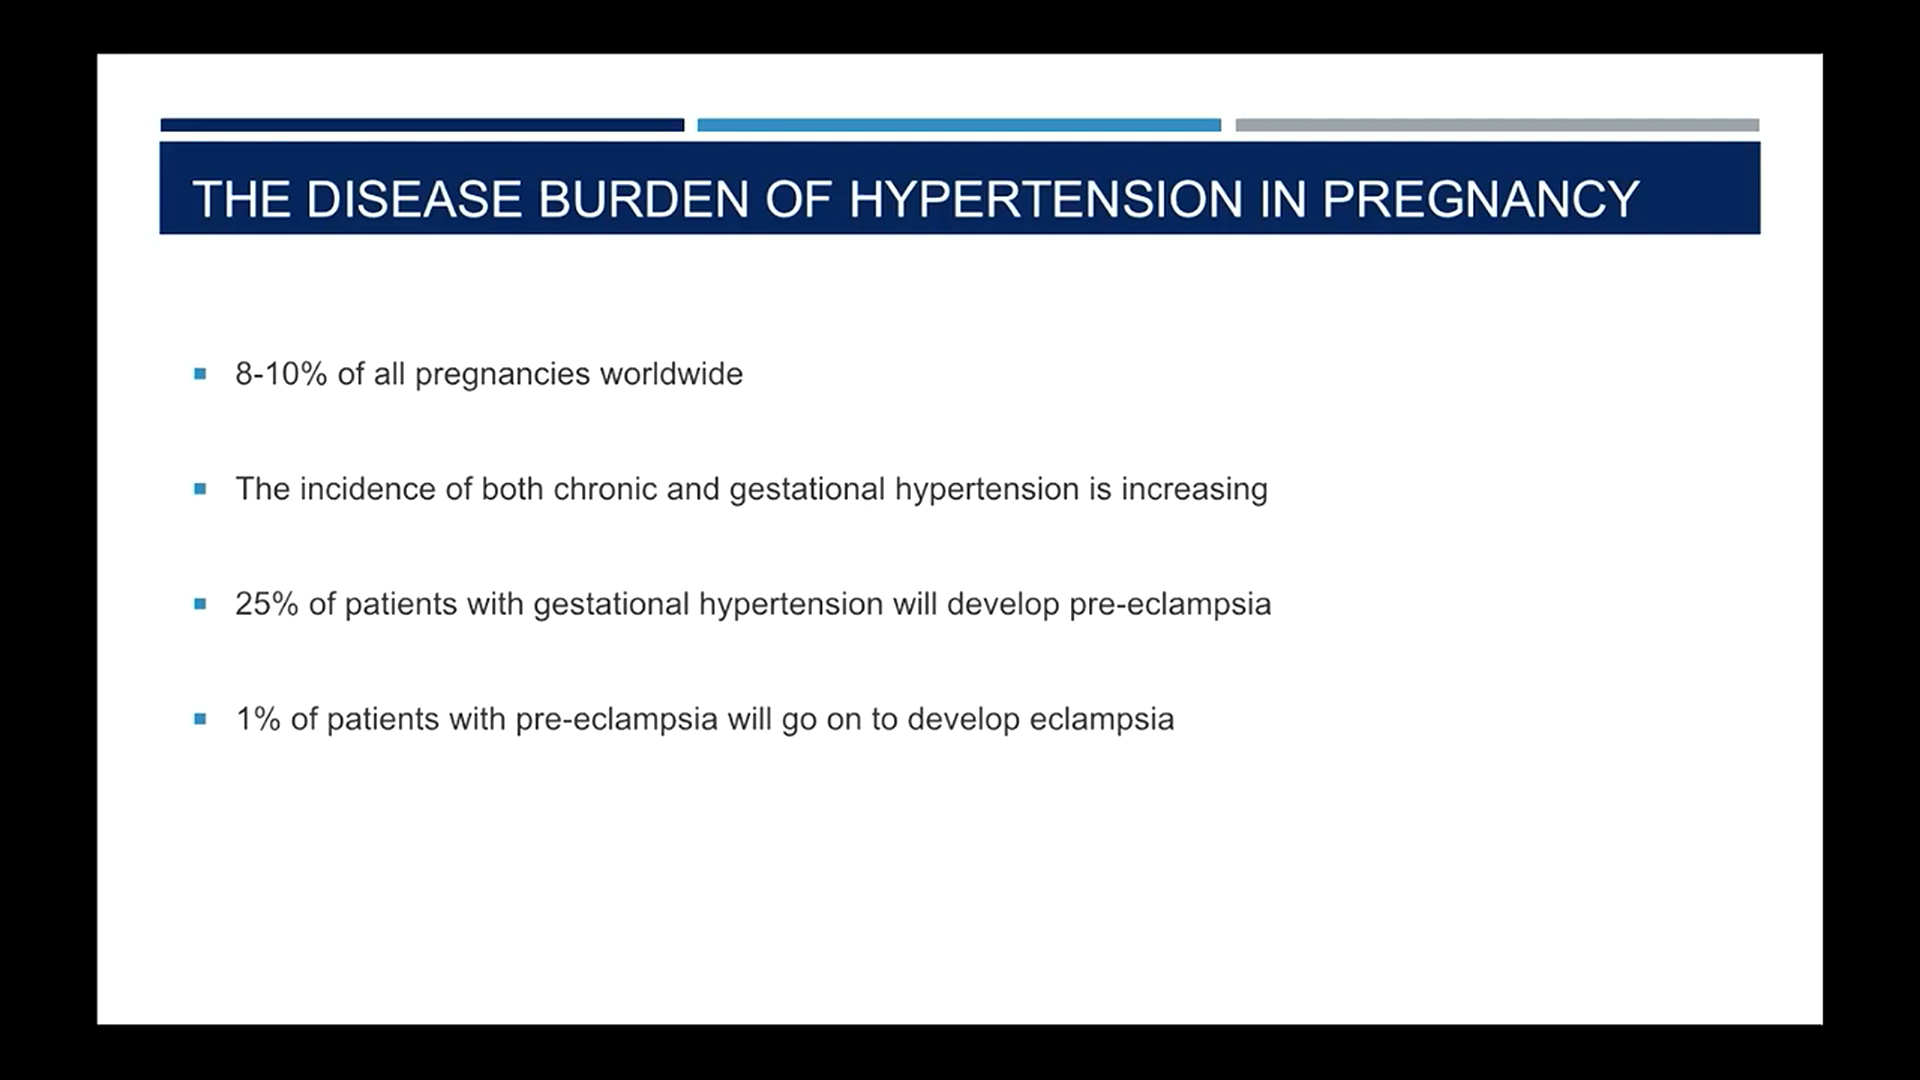 THE DISEASE BURDEN OF HYPERTENSION IN PREGNANCY
8-10% of all pregnancies worldwide
The incidence of both chronic and gestational hypertension is increasing
25% of patients with gestational hypertension will develop pre-eclampsia
1% of patients with pre-eclampsia will go on to develop eclampsia